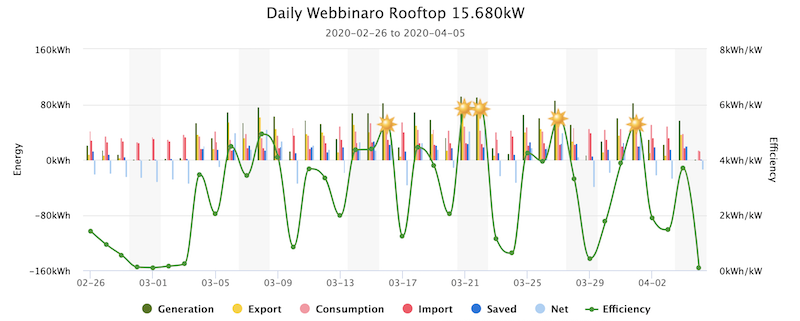 Daily Webbinaro Rooftop 15.680kW
2020-02-26 to 2020-04-05
160kWh 8kWh/kW
80kWh 6kWh/kW
0kWh 4kWh/kW
-80kWh 2kWh/kW
-160kWh 0kWh/kW
Energy
Efficiency
02-26 03-01 03-05 03-09 03-13 03-17 03-21 03-25 03-29 04-02
Generation Export Consumption Import Saved Net Efficiency